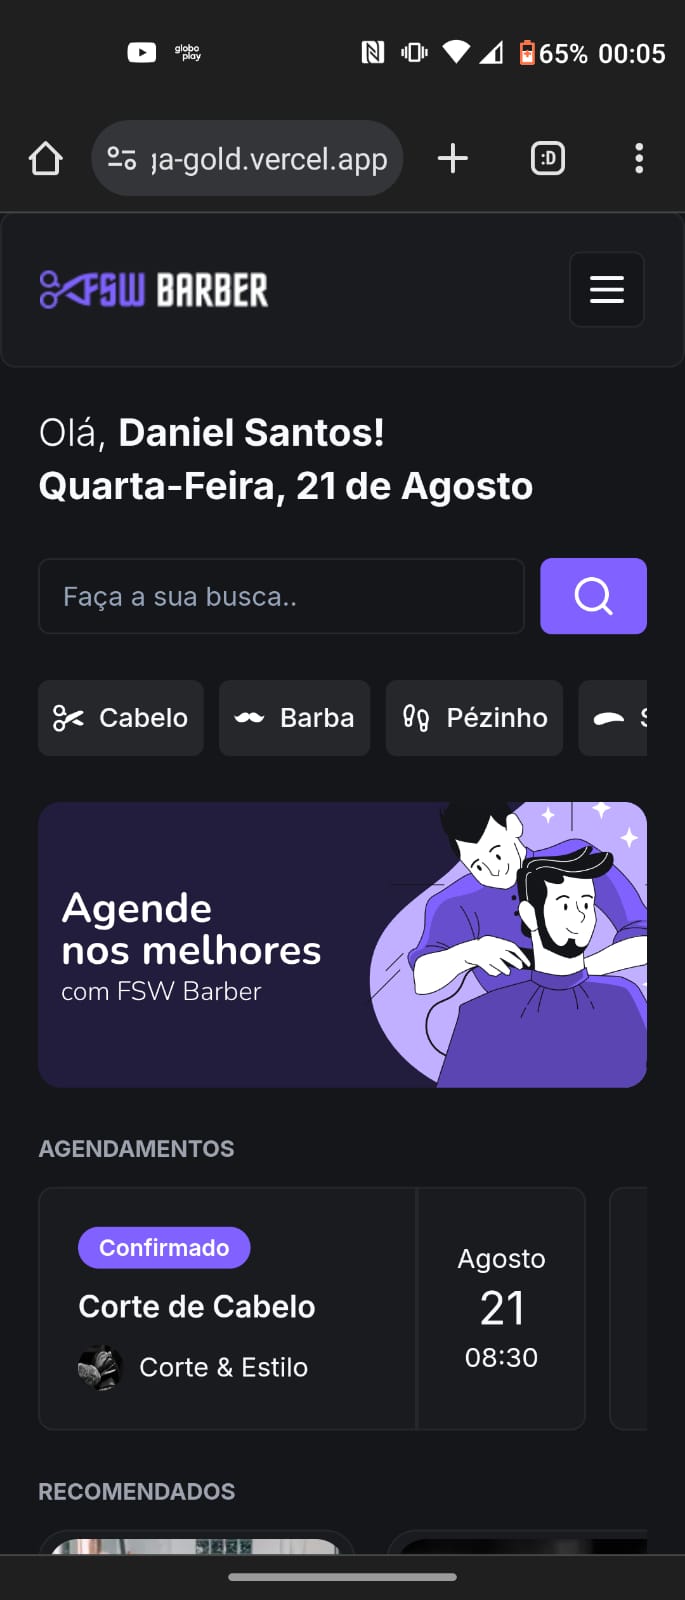 globo
play
65% 00:05
ga-gold.vercel.app
:D
FSW BARBER
Olá, Daniel Santos!
Quarta-Feira, 21 de Agosto
Faça a sua busca..
Cabelo
Barba
Pézinho
Agende
nos melhores
com FSW Barber
AGENDAMENTOS
Confirmado
Corte de Cabelo
Corte & Estilo
Agosto
21
08:30
RECOMENDADOS